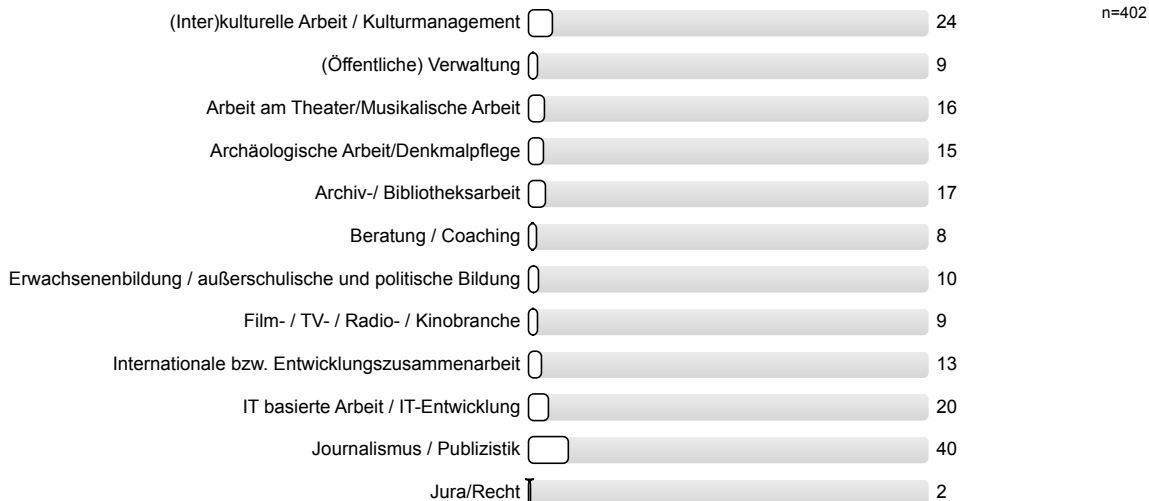 n=402
(Inter)kulturelle Arbeit / Kulturmanagement 24
(Öffentliche) Verwaltung 9
Arbeit am Theater/Musikalische Arbeit 16
Archäologische Arbeit/Denkmalpflege 15
Archiv-/ Bibliotheksarbeit 17
Beratung / Coaching 8
Erwachsenenbildung / außerschulische und politische Bildung 10
Film- / TV- / Radio- / Kinobranche 9
Internationale bzw. Entwicklungszusammenarbeit 13
IT basierte Arbeit / IT-Entwicklung 20
Journalismus / Publizistik 40
Jura/Recht 2